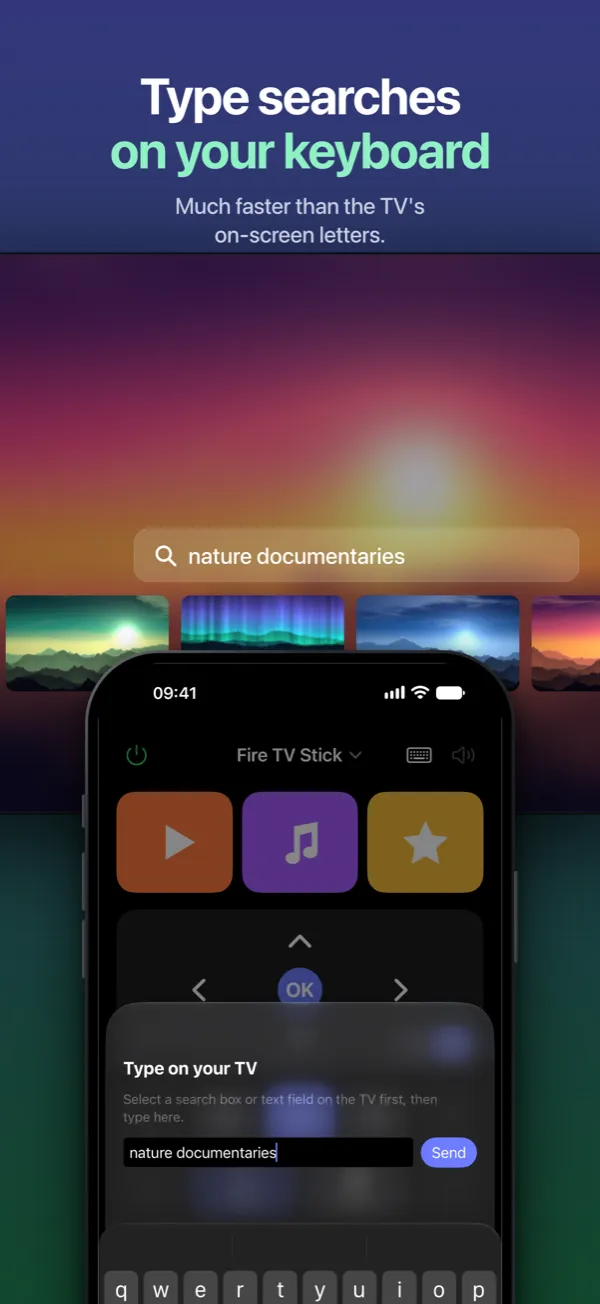 Type searches
on your keyboard
Much faster than the TV's
on-screen letters.
nature documentaries
09:41
Fire TV Stick
OK
Type on your TV
Select a search box or text field on the TV first, then
type here.
nature documentaries
Send
q w e r t y u i o p